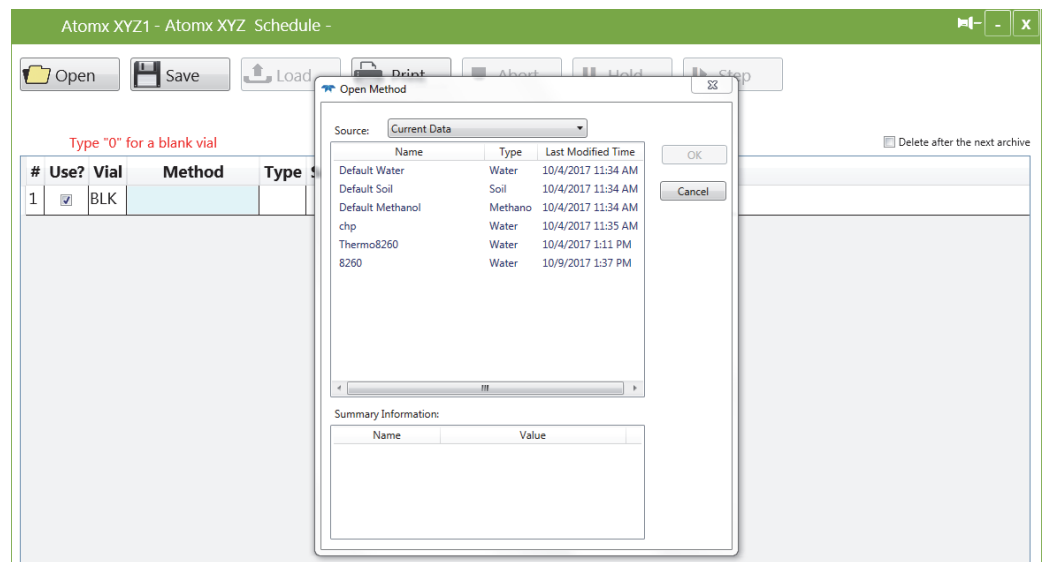 Atomx XYZ1 - Atomx XYZ Schedule -
- x
Open Save Load Print Abort Hold Step
Open Method
Type "0" for a blank vial
Delete after the next archive
# Use? Vial Method Type
1 BLK
Source: Current Data
Name Type Last Modified Time
Default Water Water 10/4/2017 11:34 AM
Default Soil Soil 10/4/2017 11:34 AM
Default Methanol Methano 10/4/2017 11:34 AM
chp Water 10/4/2017 11:35 AM
Thermo8260 Water 10/4/2017 1:11 PM
8260 Water 10/9/2017 1:37 PM
OK
Cancel
Summary Information:
Name Value